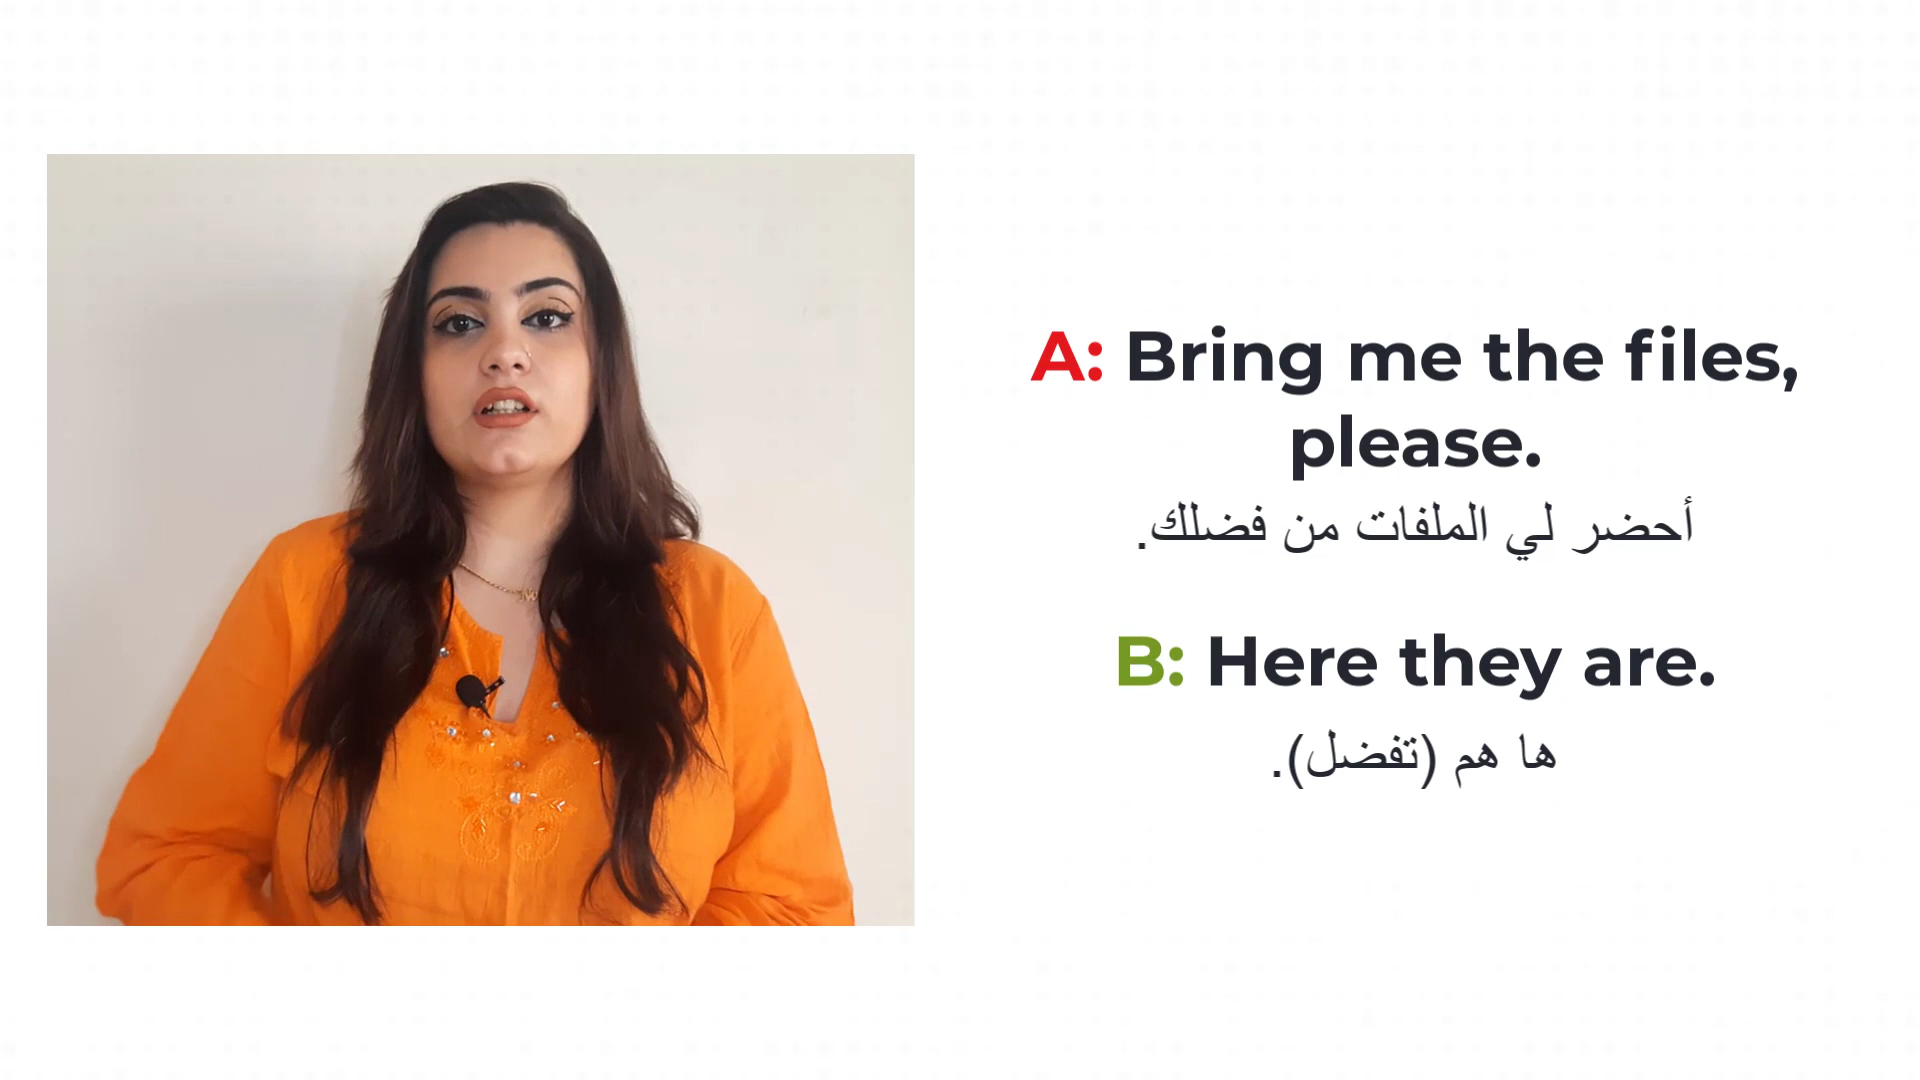 A: Bring me the files,
please.
أحضر لي الملفات من فضلك.
B: Here they are.
ها هم (تفضل).